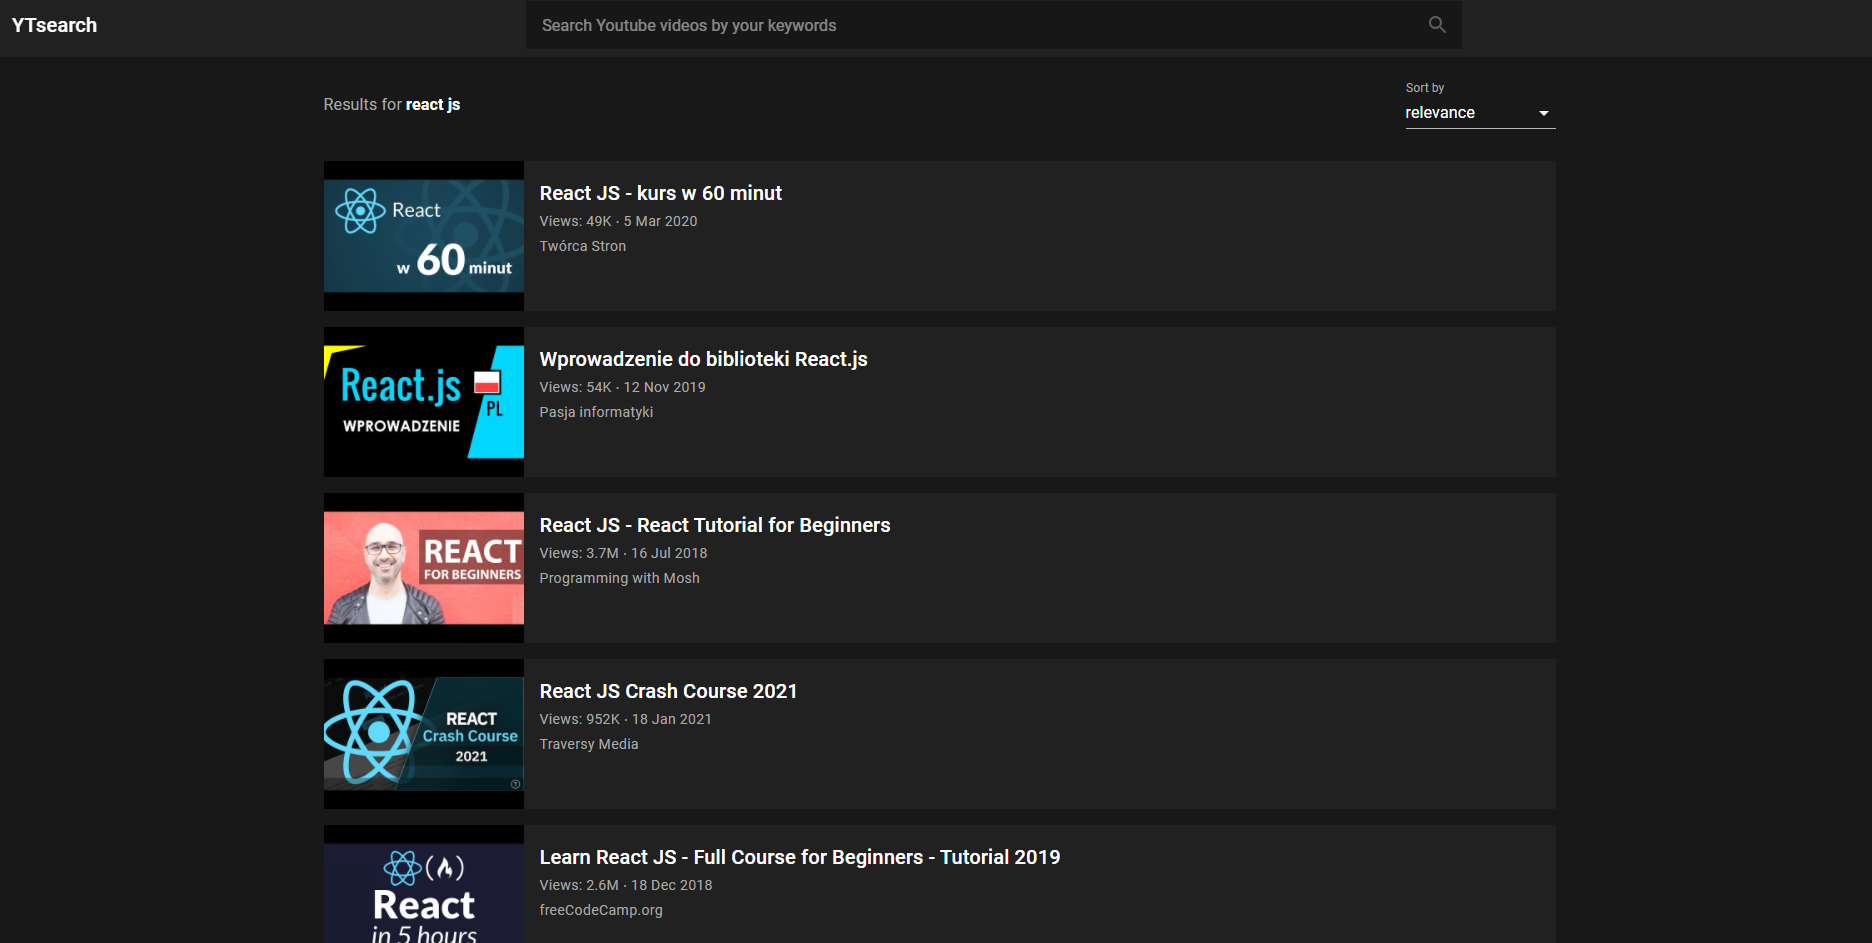 YTsearch
Search Youtube videos by your keywords
Results for react js
Sort by
relevance
React
w 60 minut
React JS - kurs w 60 minut
Views: 49K · 5 Mar 2020
Twórca Stron
React.js
PL
WPROWADZENIE
Wprowadzenie do biblioteki React.js
Views: 54K · 12 Nov 2019
Pasja informatyki
REACT
FOR BEGINNERS
React JS - React Tutorial for Beginners
Views: 3.7M · 16 Jul 2018
Programming with Mosh
REACT
Crash Course
2021
React JS Crash Course 2021
Views: 952K · 18 Jan 2021
Traversy Media
React
in 5 hours
Learn React JS - Full Course for Beginners - Tutorial 2019
Views: 2.6M · 18 Dec 2018
freeCodeCamp.org